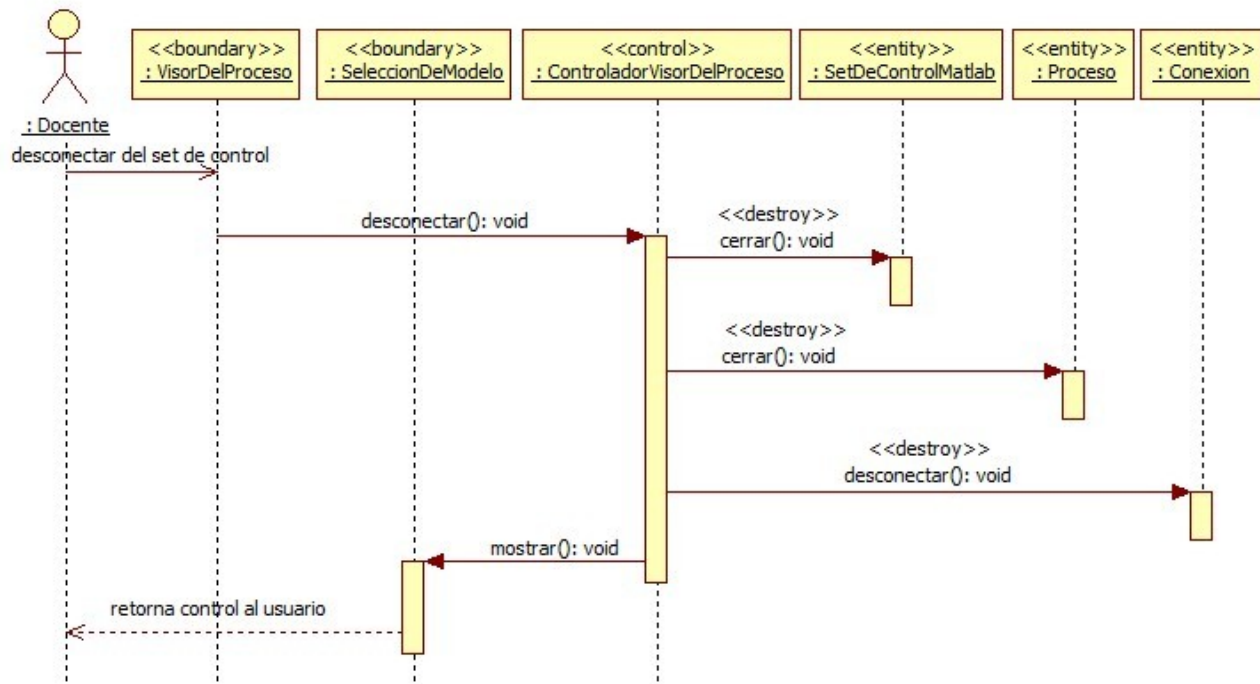 <<boundary>>
: VisorDelProceso
<<boundary>>
: SeleccionDeModelo
<<control>>
: ControladorVisorDelProceso
<<entity>>
: SetDeControlMatlab
<<entity>>
: Proceso
<<entity>>
: Conexion
: Docente
desconectar del set de control
desconectar(): void
<<destroy>>
cerrar(): void
<<destroy>>
cerrar(): void
<<destroy>>
desconectar(): void
mostrar(): void
retorna control al usuario